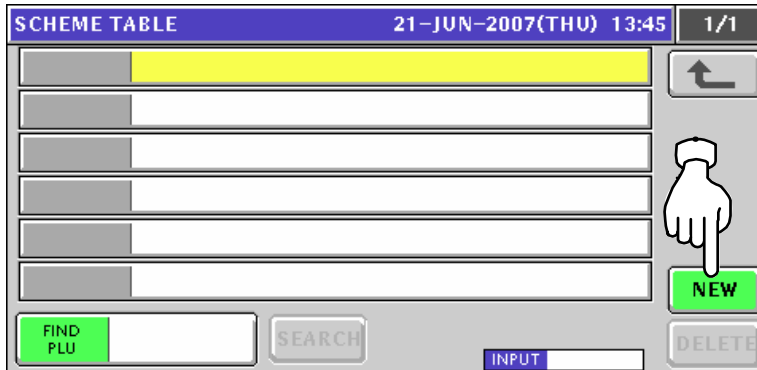 SCHEME TABLE 21-JUN-2007(THU) 13:45 1/1
NEW
FIND
PLU
SEARCH
DELETE
INPUT